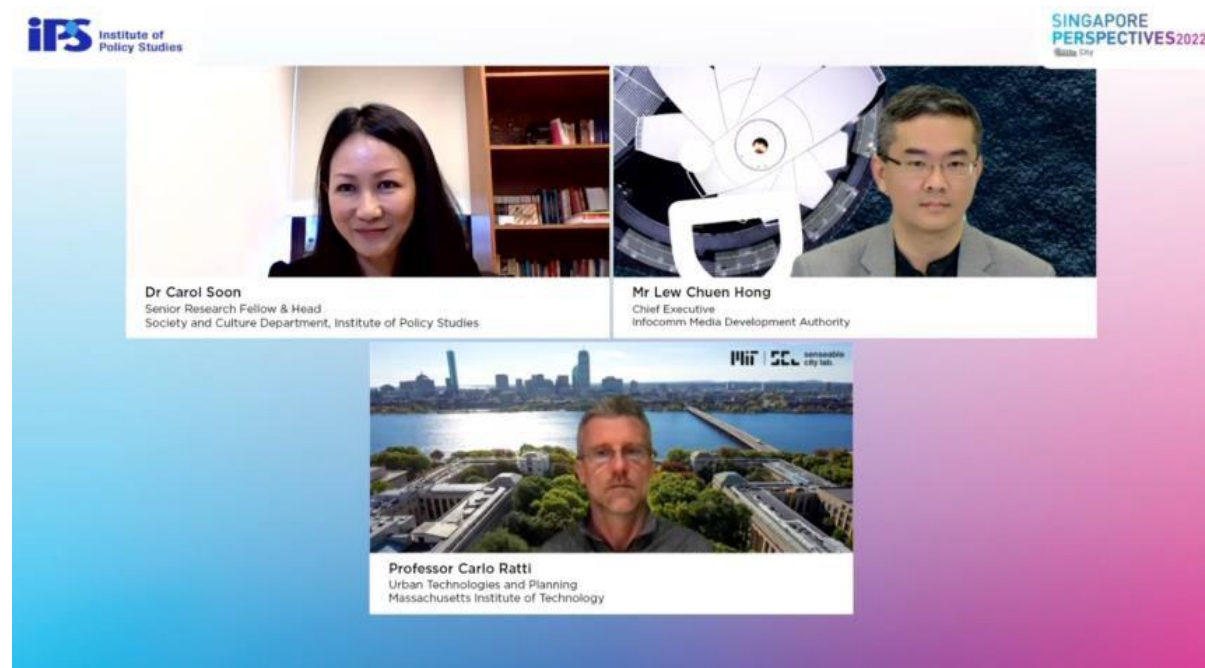 iPS Institute of
Policy Studies
SINGAPORE
PERSPECTIVES2022
City
Dr Carol Soon
Senior Research Fellow & Head
Society and Culture Department, Institute of Policy Studies
Mr Lew Chuen Hong
Chief Executive
Infocomm Media Development Authority
MIT | SCL senseable
city lab.
Professor Carlo Ratti
Urban Technologies and Planning
Massachusetts Institute of Technology